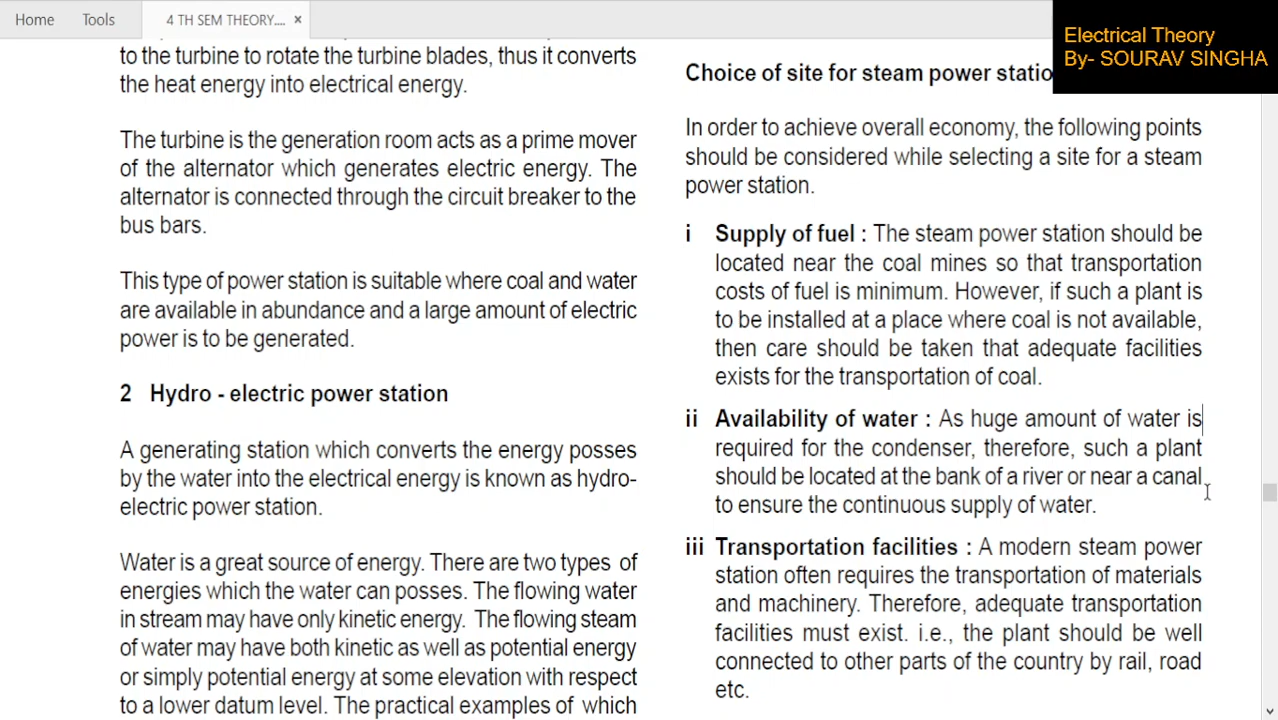 Home
Tools
4 TH SEM THEORY....
×
Electrical Theory
By- SOURAV SINGHA
to the turbine to rotate the turbine blades, thus it converts
the heat energy into electrical energy.
The turbine is the generation room acts as a prime mover
of the alternator which generates electric energy. The
alternator is connected through the circuit breaker to the
bus bars.
This type of power station is suitable where coal and water
are available in abundance and a large amount of electric
power is to be generated.
2 Hydro - electric power station
A generating station which converts the energy posses
by the water into the electrical energy is known as hydro-
electric power station.
Water is a great source of energy. There are two types of
energies which the water can posses. The flowing water
in stream may have only kinetic energy. The flowing steam
of water may have both kinetic as well as potential energy
or simply potential energy at some elevation with respect
to a lower datum level. The practical examples of which
Choice of site for steam power statio
In order to achieve overall economy, the following points
should be considered while selecting a site for a steam
power station.
i Supply of fuel : The steam power station should be
located near the coal mines so that transportation
costs of fuel is minimum. However, if such a plant is
to be installed at a place where coal is not available,
then care should be taken that adequate facilities
exists for the transportation of coal.
ii Availability of water : As huge amount of water is
required for the condenser, therefore, such a plant
should be located at the bank of a river or near a canal
to ensure the continuous supply of water.
iii Transportation facilities : A modern steam power
station often requires the transportation of materials
and machinery. Therefore, adequate transportation
facilities must exist. i.e., the plant should be well
connected to other parts of the country by rail, road
etc.